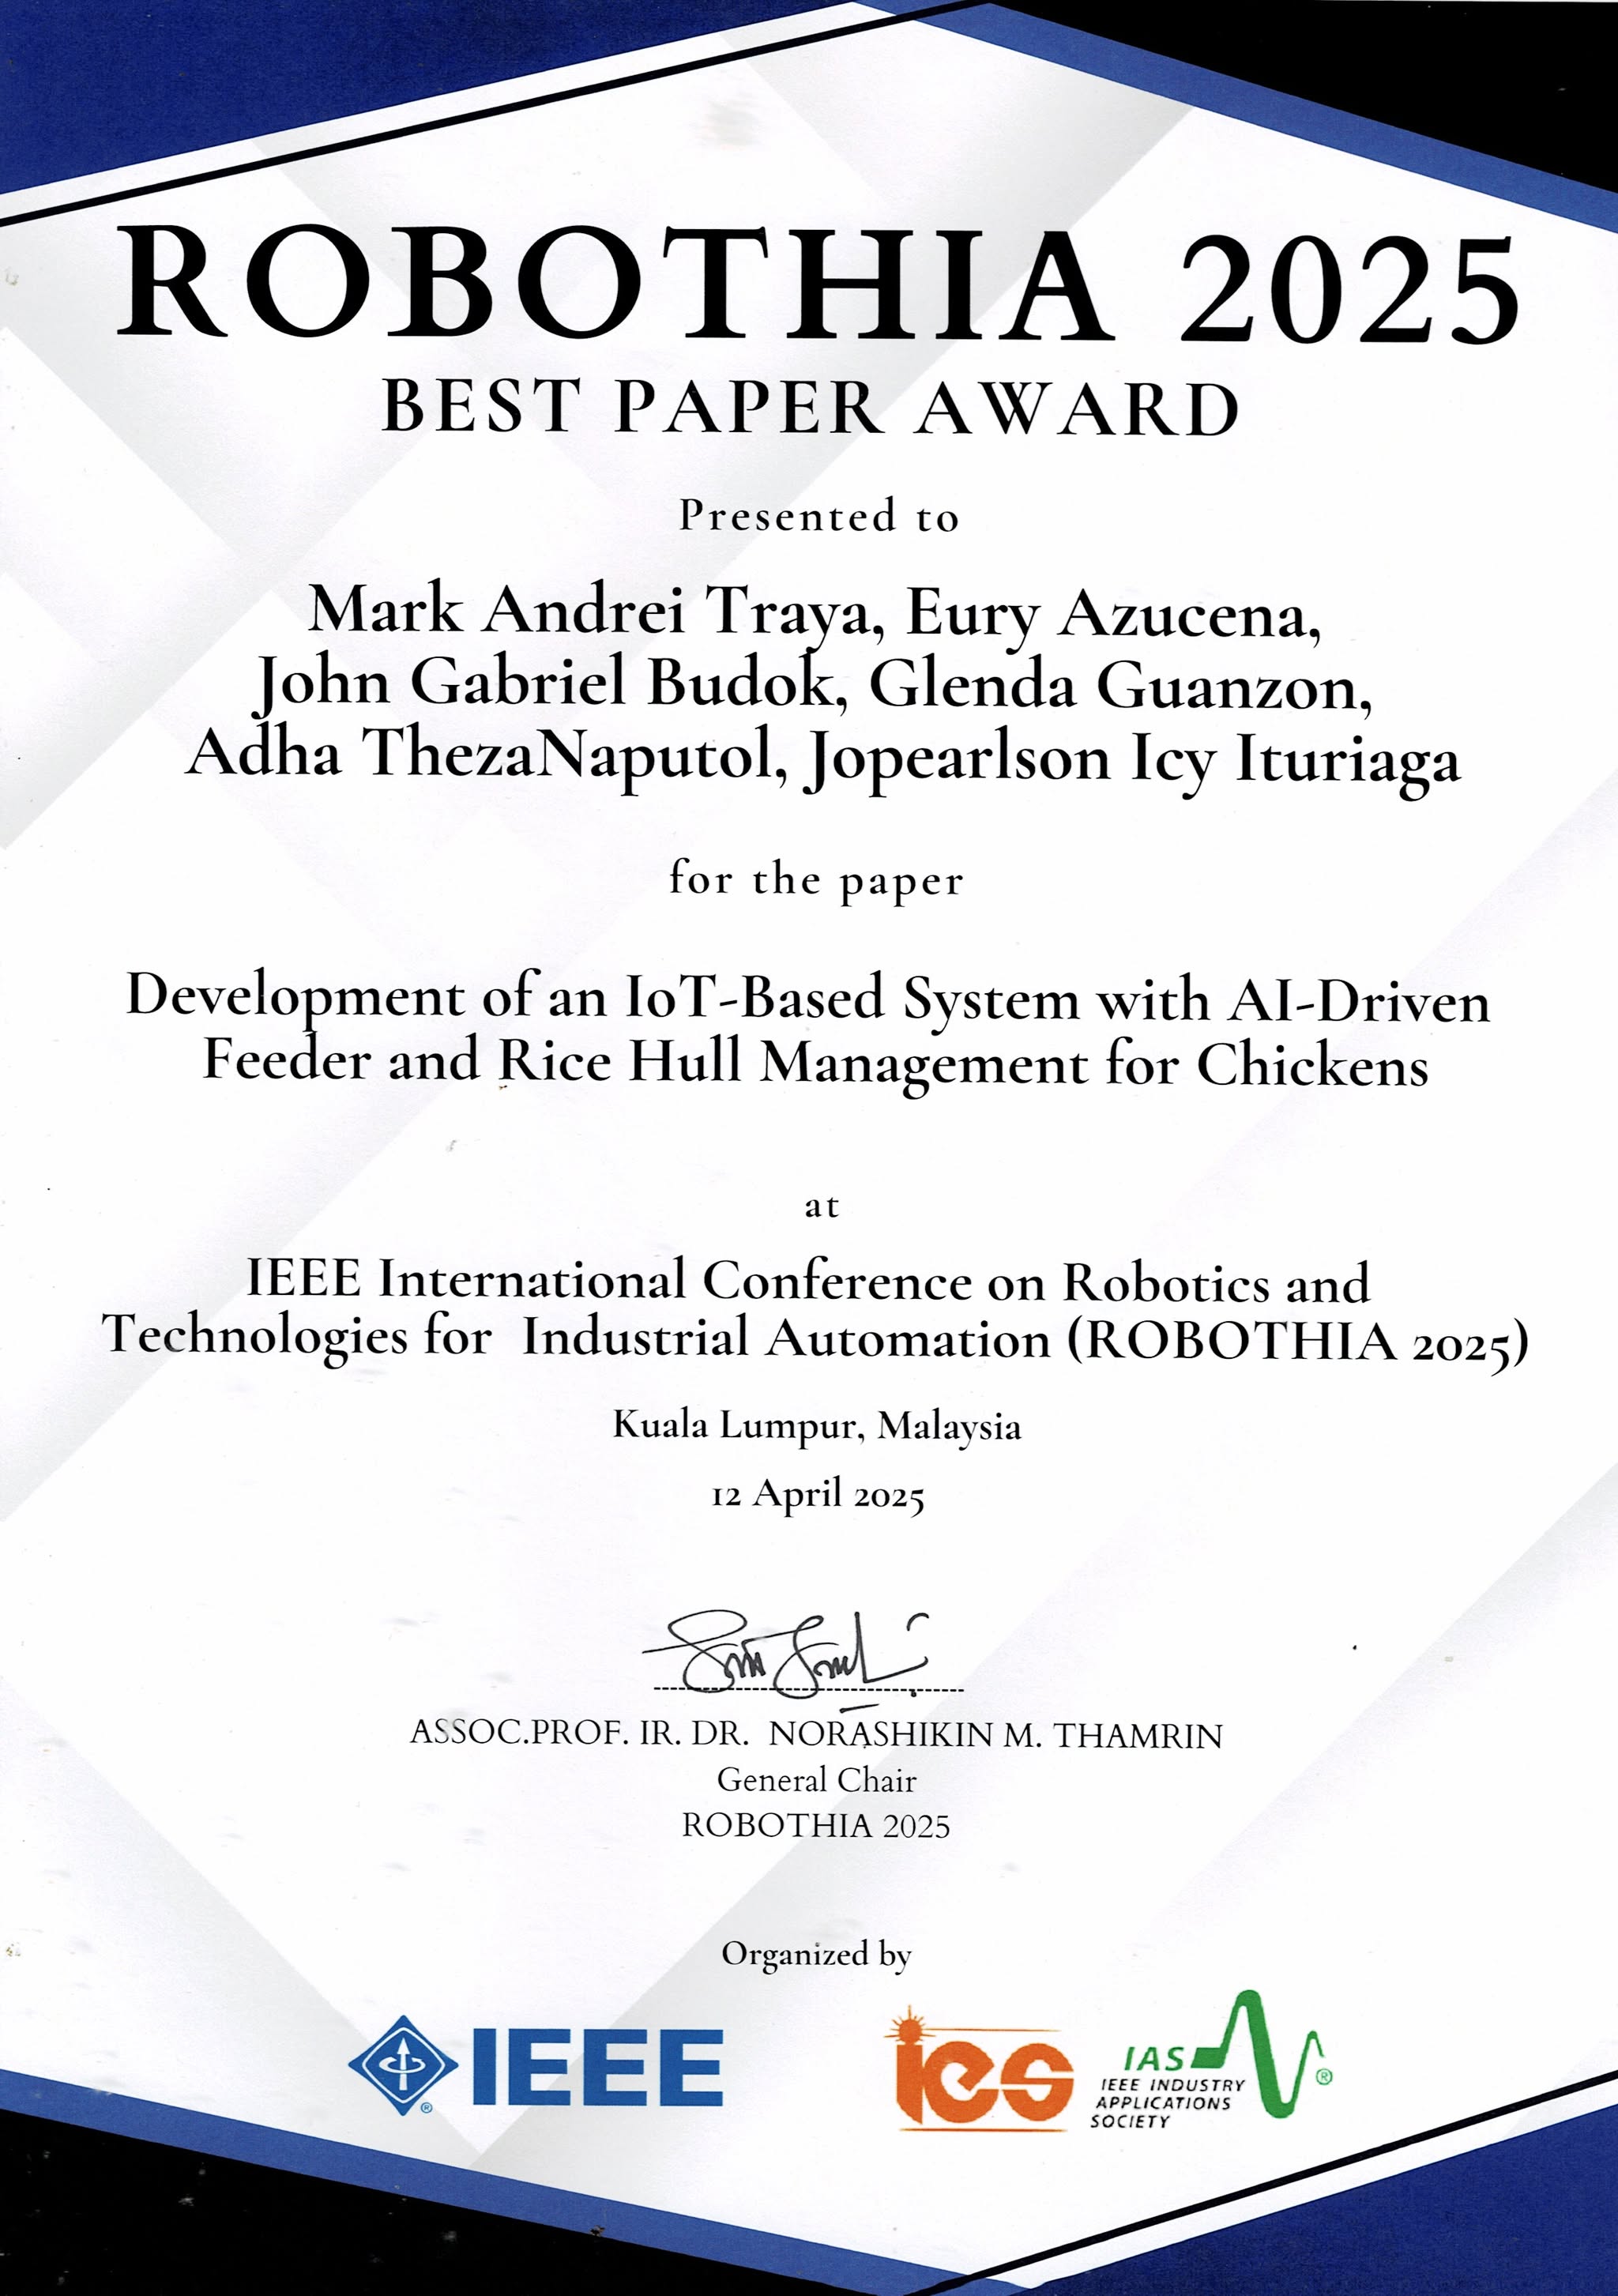 ROBOTHIA 2025
BEST PAPER AWARD
Presented to
Mark Andrei Traya, Eury Azucena,
John Gabriel Budok, Glenda Guanzon,
Adha ThezaNaputol, Jopearlson Icy Ituriaga
for the paper
Development of an IoT-Based System with AI-Driven
Feeder and Rice Hull Management for Chickens
at
IEEE International Conference on Robotics and
Technologies for Industrial Automation (ROBOTHIA 2025)
Kuala Lumpur, Malaysia
12 April 2025
ASSOC.PROF. IR. DR. NORASHIKIN M. THAMRIN
General Chair
ROBOTHIA 2025
Organized by
IEEE
®
ies
IAS
®
IEEE INDUSTRY
APPLICATIONS
SOCIETY